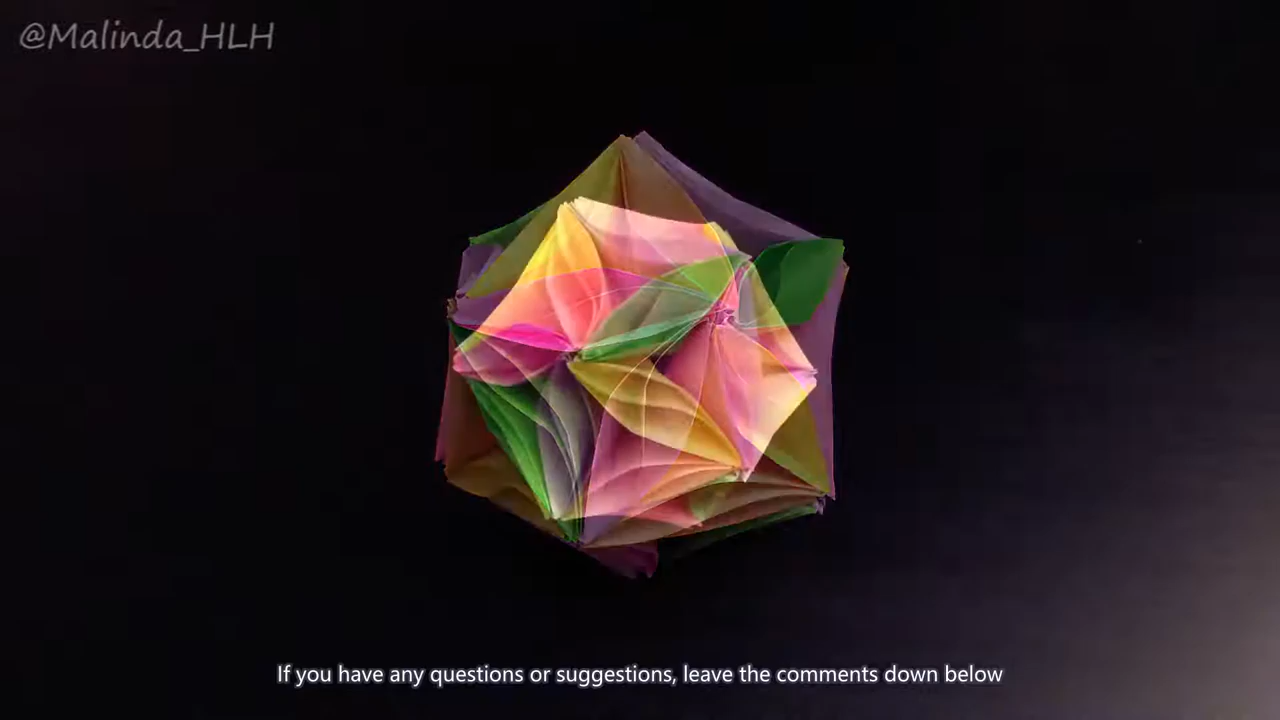 @Malinda_HLH
If you have any questions or suggestions, leave the comments down below